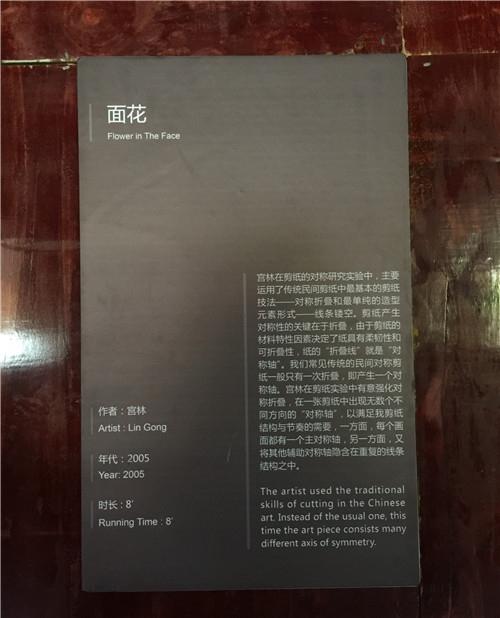 面花
Flower in The Face
宫林在剪纸的对称研究实验中，主要
运用了传统民间剪纸中最基本的剪纸
技法——对称折叠和最单纯的造型
元素形式——线条镂空。剪纸产生
对称性的关键在于折叠，由于剪纸的
材料特性因素决定了纸具有柔韧性和
可折叠性，纸的“折叠线”就是“对
称轴”。我们常见传统的民间对称剪
纸一般只有一次折叠，即产生一个对
称轴。宫林在剪纸实验中有意强化对
称折叠，在一张剪纸中出现无数个不
同方向的“对称轴”，以满足我剪纸
结构与节奏的需要，一方面，每个画
面都有一个主对称轴，另一方面，又
将其他辅助对称轴隐含在重复的线条
结构之中。
The artist used the traditional
skills of cutting in the Chinese
art. Instead of the usual one, this
time the art piece consists many
different axis of symmetry.
作者：宫林
Artist : Lin Gong
年代：2005
Year: 2005
时长：8'
Running Time : 8'